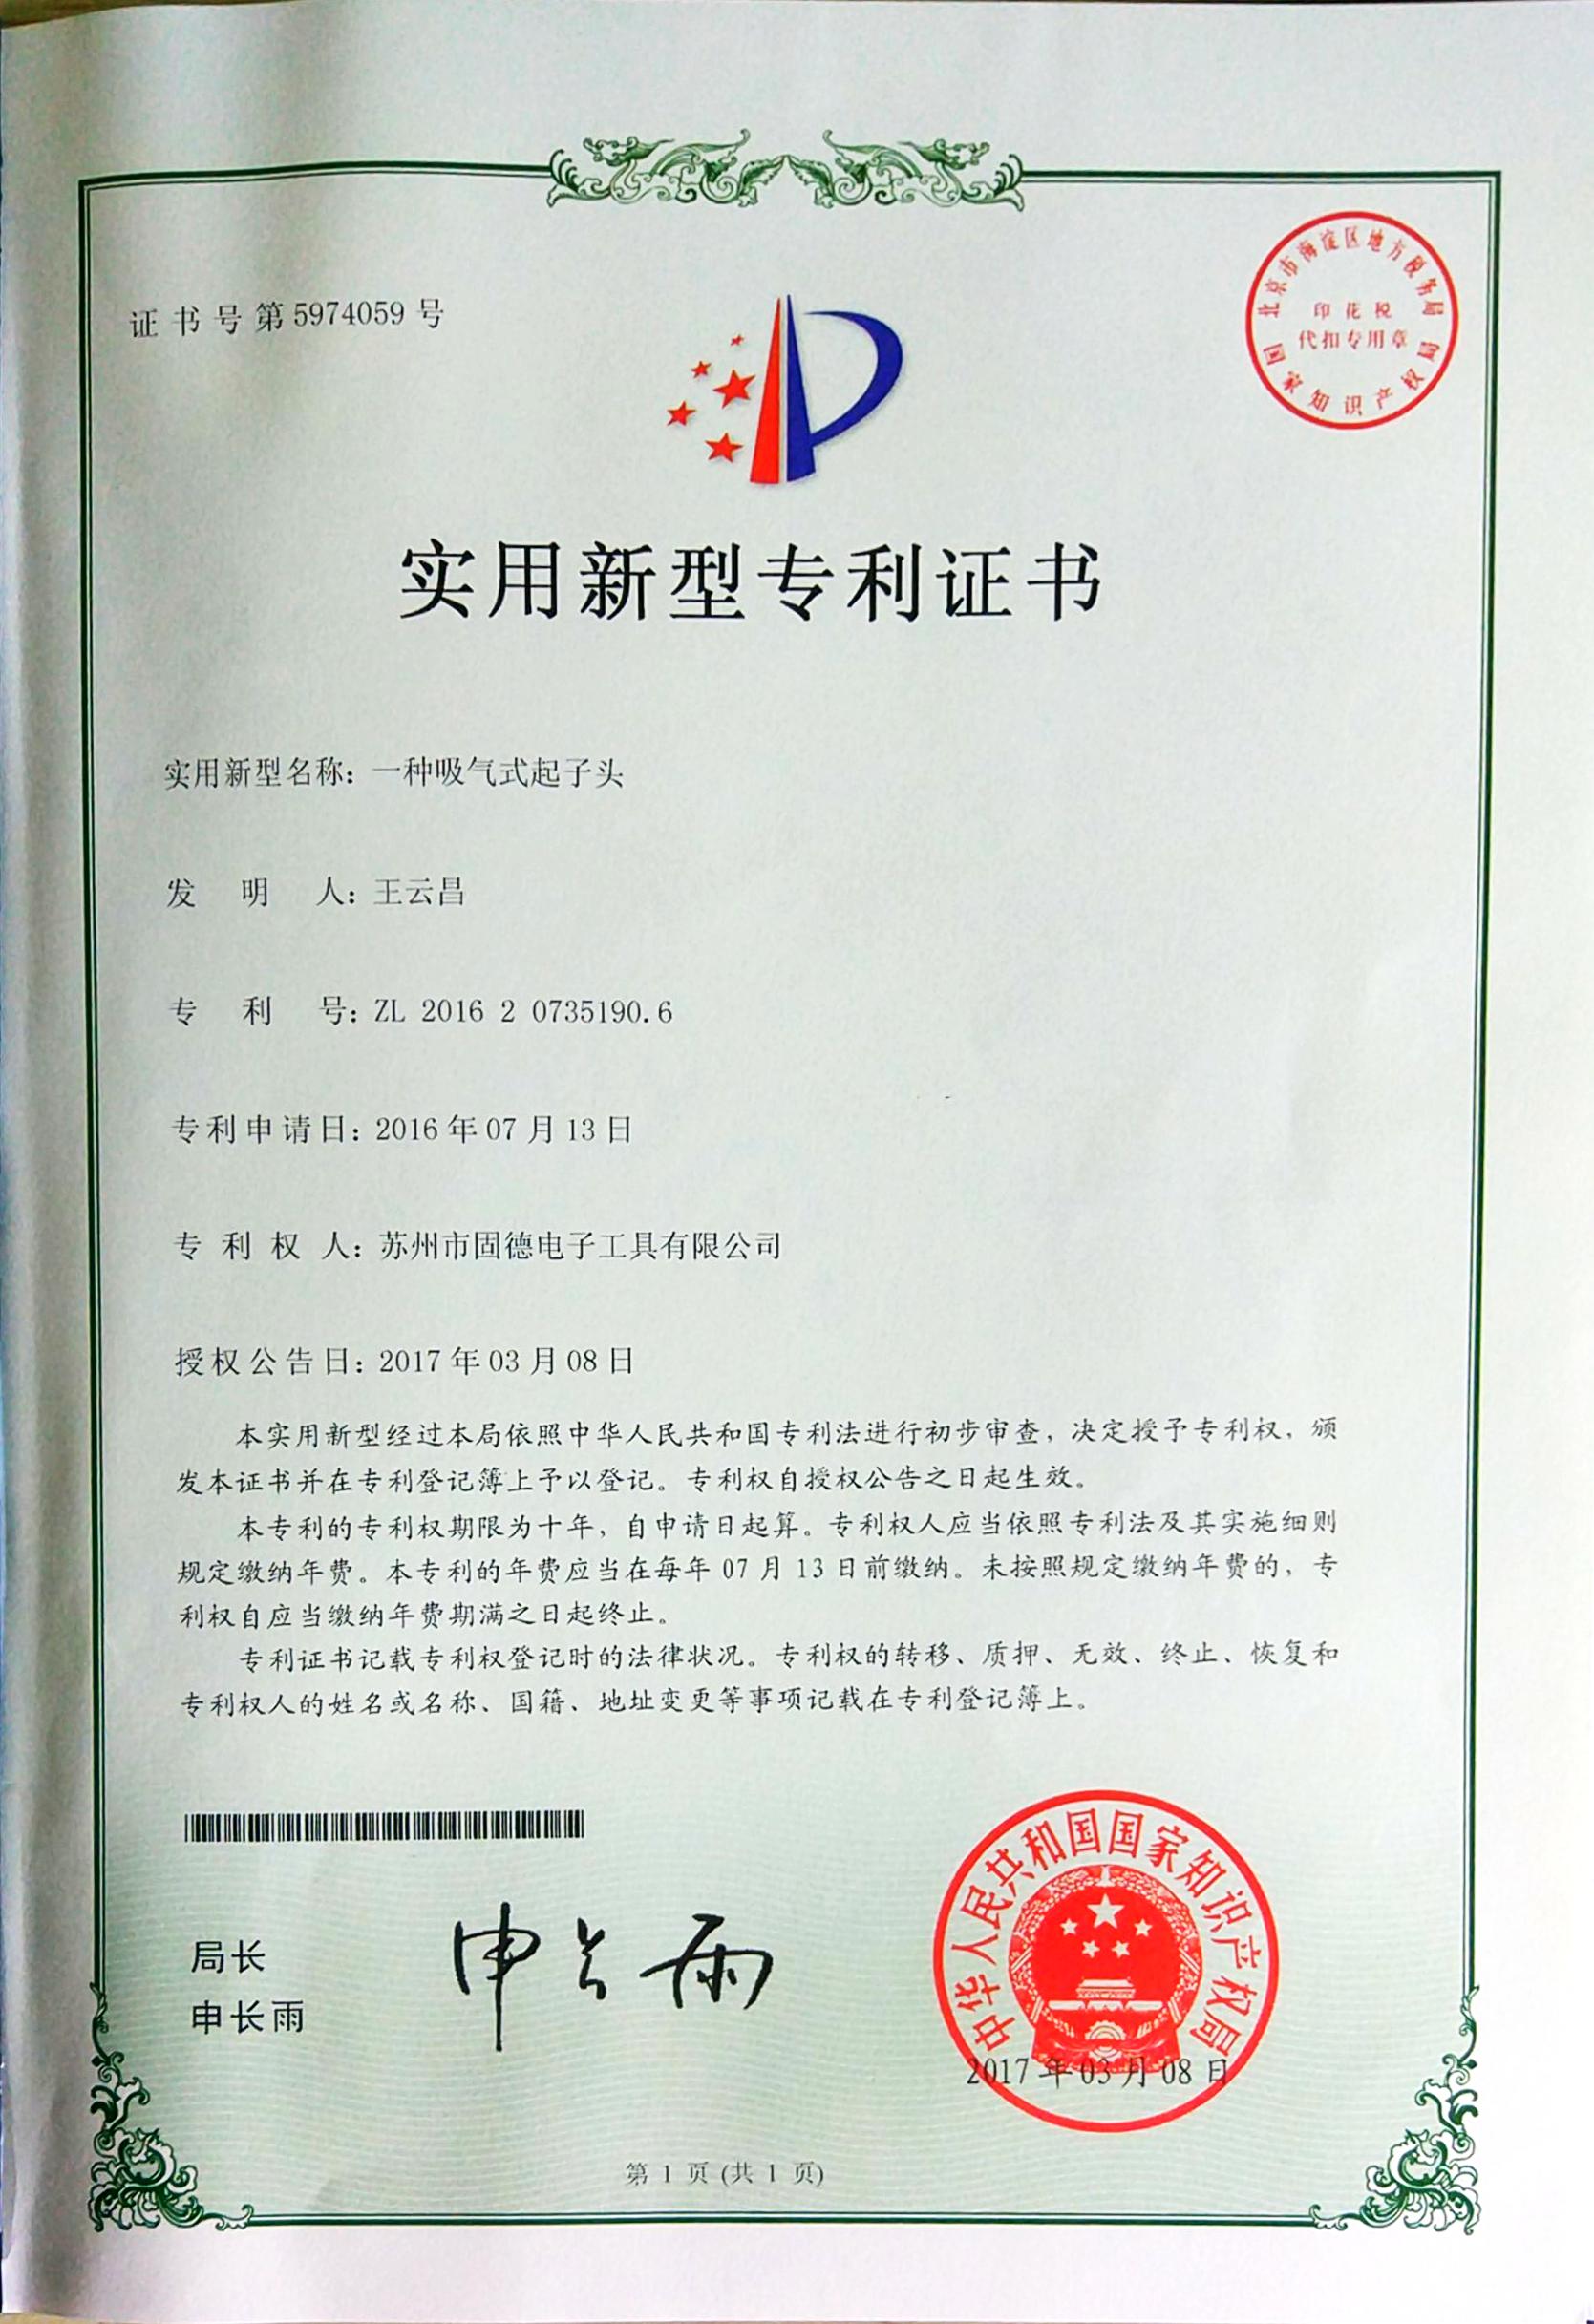 证书号第5974059号
北京市海淀区地方税务局
印花税
代扣专用章
国家知识产权局
实用新型专利证书
实用新型名称：一种吸气式起子头
发明人：王云昌
专利号：ZL 2016 2 0735190.6
专利申请日：2016年07月13日
专利权人：苏州市固德电子工具有限公司
授权公告日：2017年03月08日
本实用新型经过本局依照中华人民共和国专利法进行初步审查，决定授予专利权，颁
发本证书并在专利登记簿上予以登记。专利权自授权公告之日起生效。
本专利的专利权期限为十年，自申请日起算。专利权人应当依照专利法及其实施细则
规定缴纳年费。本专利的年费应当在每年07月13日前缴纳。未按照规定缴纳年费的，专
利权自应当缴纳年费期满之日起终止。
专利证书记载专利权登记时的法律状况。专利权的转移、质押、无效、终止、恢复和
专利权人的姓名或名称、国籍、地址变更等事项记载在专利登记簿上。
局长
申长雨
申长雨
中华人民共和国国家知识产权局
2017年03月08日
第1页(共1页)